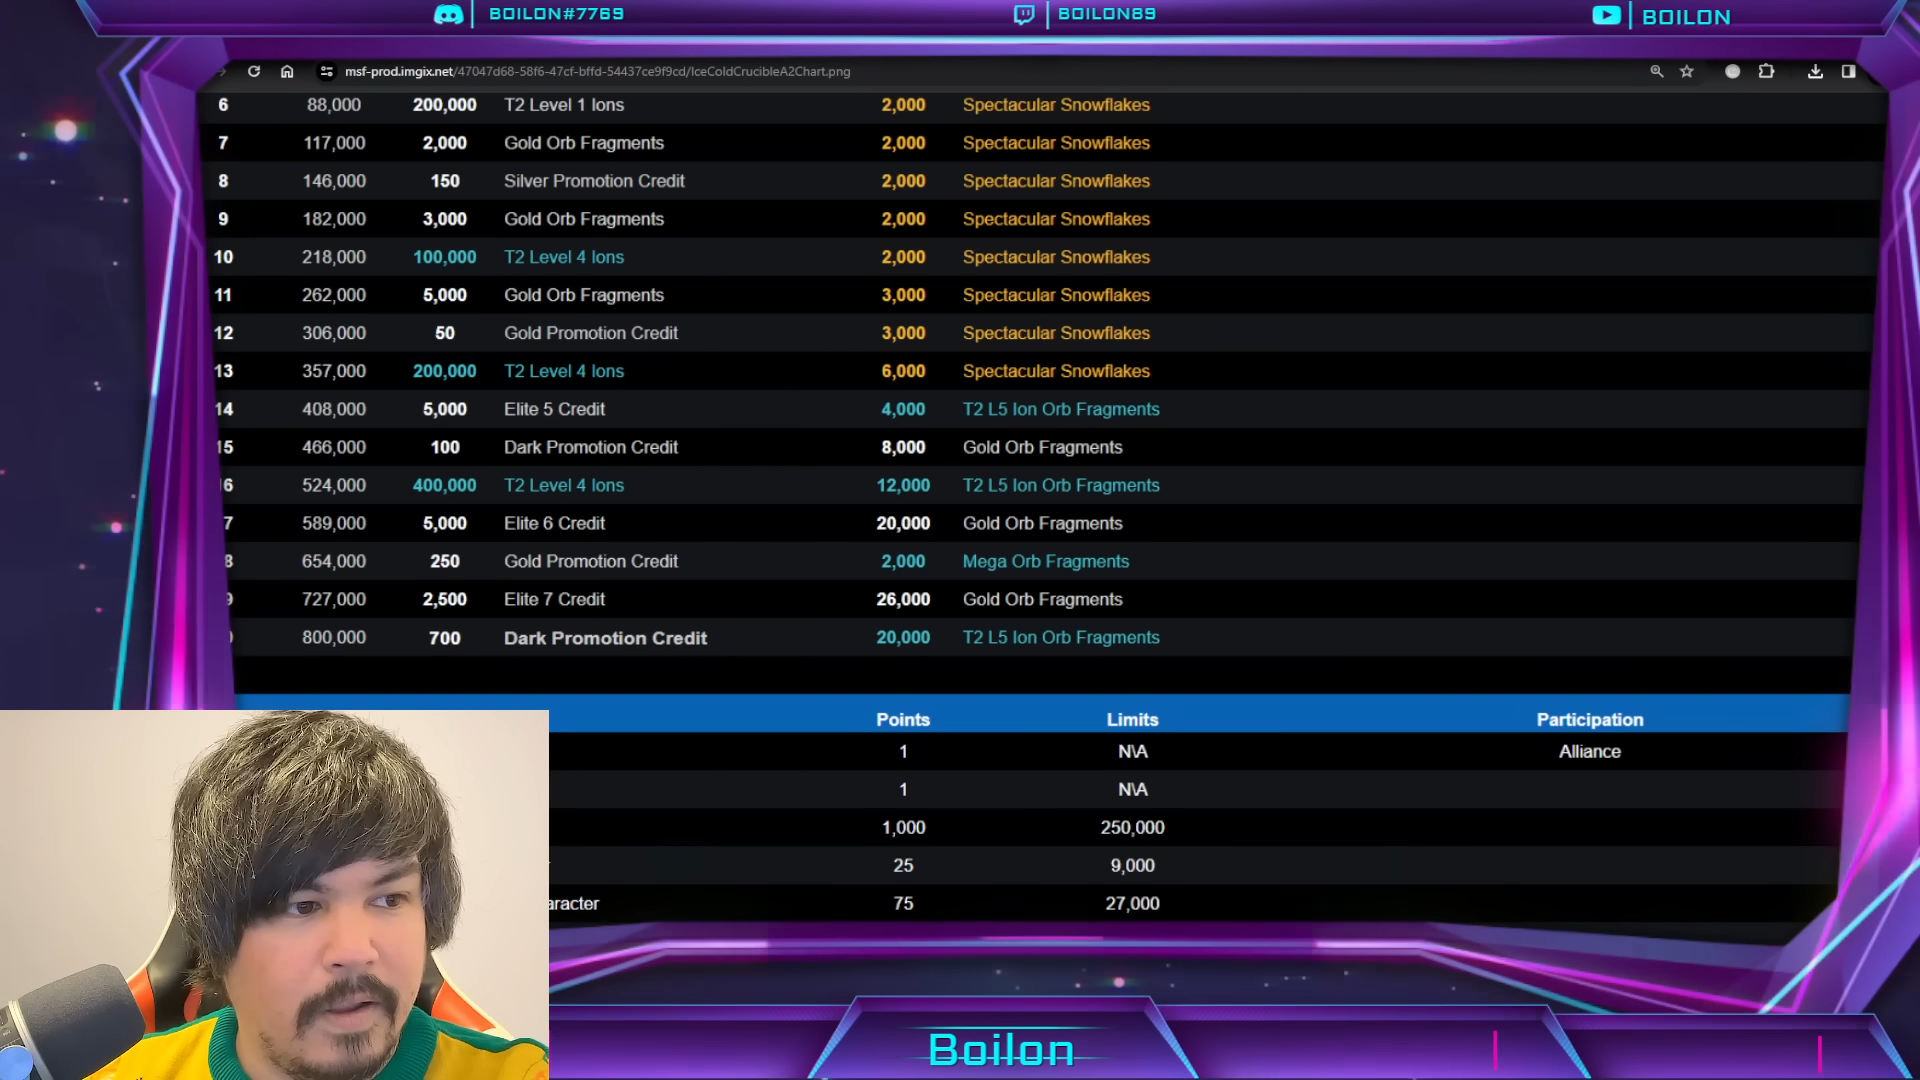 BOILON#7769
BOILON89
BOILON
msf-prod.imgix.net/47047d68-58f6-47cf-bffd-54437ce9f9cd/IceColdCrucibleA2Chart.png
6 88,000 200,000 T2 Level 1 Ions 2,000 Spectacular Snowflakes
7 117,000 2,000 Gold Orb Fragments 2,000 Spectacular Snowflakes
8 146,000 150 Silver Promotion Credit 2,000 Spectacular Snowflakes
9 182,000 3,000 Gold Orb Fragments 2,000 Spectacular Snowflakes
10 218,000 100,000 T2 Level 4 Ions 2,000 Spectacular Snowflakes
11 262,000 5,000 Gold Orb Fragments 3,000 Spectacular Snowflakes
12 306,000 50 Gold Promotion Credit 3,000 Spectacular Snowflakes
13 357,000 200,000 T2 Level 4 Ions 6,000 Spectacular Snowflakes
14 408,000 5,000 Elite 5 Credit 4,000 T2 L5 Ion Orb Fragments
15 466,000 100 Dark Promotion Credit 8,000 Gold Orb Fragments
6 524,000 400,000 T2 Level 4 Ions 12,000 T2 L5 Ion Orb Fragments
7 589,000 5,000 Elite 6 Credit 20,000 Gold Orb Fragments
8 654,000 250 Gold Promotion Credit 2,000 Mega Orb Fragments
9 727,000 2,500 Elite 7 Credit 26,000 Gold Orb Fragments
800,000 700 Dark Promotion Credit 20,000 T2 L5 Ion Orb Fragments
Points Limits Participation
1 N\A Alliance
1 N\A
1,000 250,000
25 9,000
aracter 75 27,000
Boilon